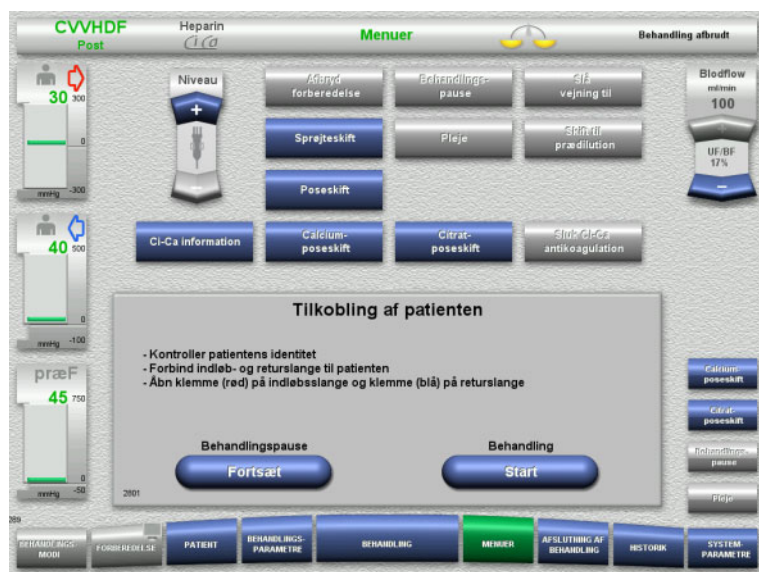 CVVHDF
Post
Heparin
Ci Ca
Menuer
Behandling afbrudt
30
300
0
-300
mmHg
Niveau
+
Afbryd
forberedelse
Behandlings-
pause
Slå
vejning til
Sprøjteskift
Pleje
Skift til
prædilution
Poseskift
Blodflow
ml/min
100
+
UF/BF
17%
–
40
500
0
-100
mmHg
Ci-Ca information
Calcium-
poseskift
Citrat-
poseskift
Sluk Ci-Ca
antikoagulation
Tilkobling af patienten
- Kontroller patientens identitet
- Forbind indløb- og returslange til patienten
- Åbn klemme (rød) på indløbsslange og klemme (blå) på returslange
Behandlingspause
Fortsæt
Behandling
Start
2801
præF
45
750
0
-50
mmHg
Calcium-
poseskift
Citrat-
poseskift
Behandlings-
pause
Pleje
289
BEHANDLINGS-
MODI
FORBEREDELSE
PATIENT
BEHANDLINGS-
PARAMETRE
BEHANDLING
MENUER
AFSLUTNING AF
BEHANDLING
HISTORIK
SYSTEM-
PARAMETRE